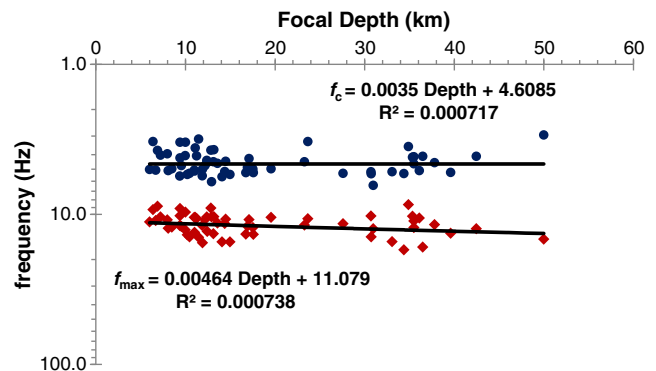 Focal Depth (km)
0 10 20 30 40 50 60
1.0
f_c = 0.0035 Depth + 4.6085
R² = 0.000717
frequency (Hz)
10.0
f_max = 0.00464 Depth + 11.079
R² = 0.000738
100.0